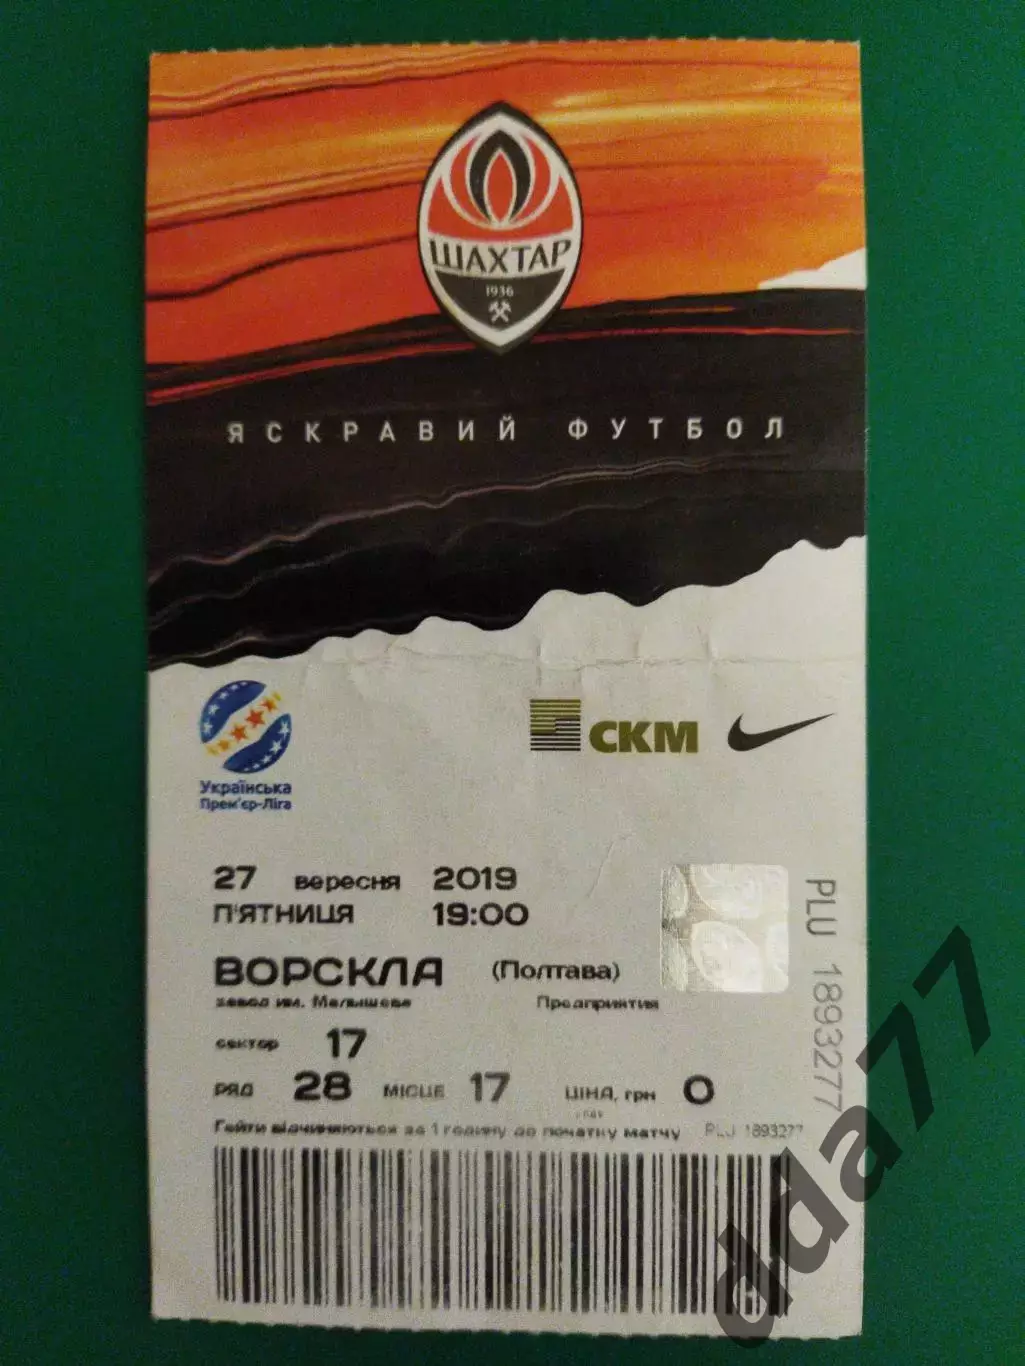 ШАХТАР
1936
ЯСКРАВИЙ ФУТБОЛ
Українська
Прем'єр-Ліга
СКМ
27 вересня 2019
П'ЯТНИЦЯ 19:00
ВОРСКЛА (Полтава)
завод им. Малышева Предприятия
сектор 17
РЯД 28 МІСЦЕ 17 ЦІНА, грн 0
Гейти відчиняються за 1 годину до початку матчу PLU 1893277
PLU 1893277
dda77